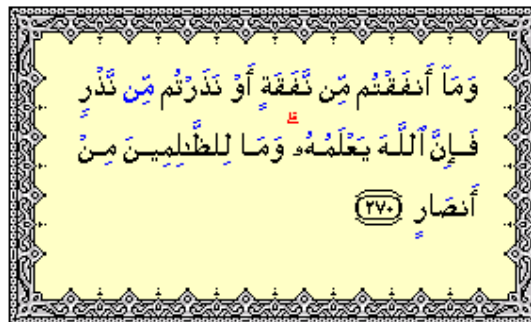 وَمَآ أَنفَقْتُم مِّن نَّفَقَةٍ أَوْ نَذَرْتُم مِّن نَّذْرٍ
فَإِنَّ ٱللَّهَ يَعْلَمُهُۥ ۗ وَمَا لِلظَّٰلِمِينَ مِنْ
أَنصَارٍ ﴿٢٧٠﴾